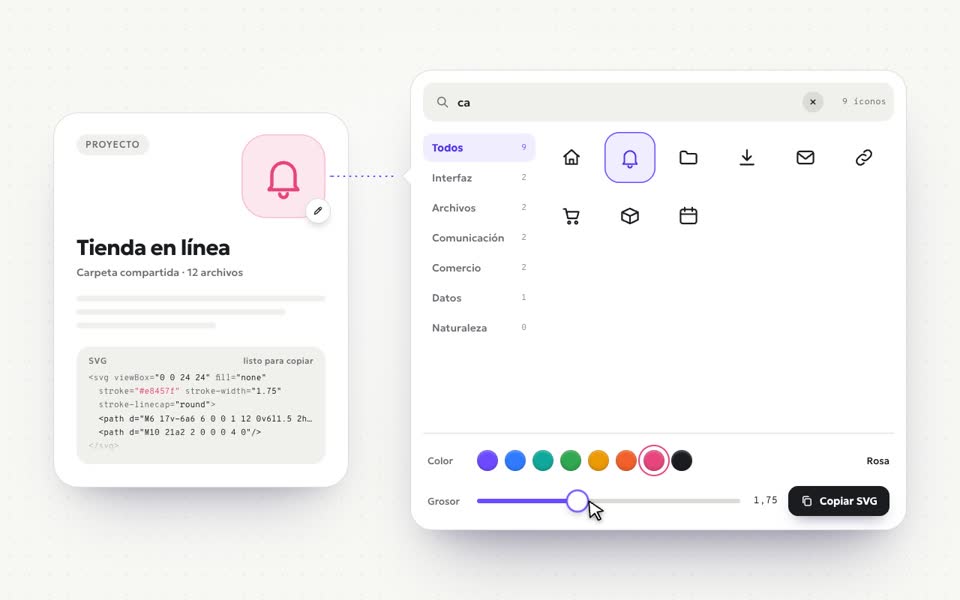 PROYECTO
Tienda en línea
Carpeta compartida · 12 archivos
SVG listo para copiar
<svg viewBox="0 0 24 24" fill="none"
stroke="#e8457f" stroke-width="1.75"
stroke-linecap="round">
<path d="M6 17v-6a6 6 0 0 1 12 0v6l1.5 2h…
<path d="M10 21a2 2 0 0 0 4 0"/>
</svg>
ca
9 iconos
Todos 9
Interfaz 2
Archivos 2
Comunicación 2
Comercio 2
Datos 1
Naturaleza 0
Color
Rosa
Grosor
1,75
Copiar SVG